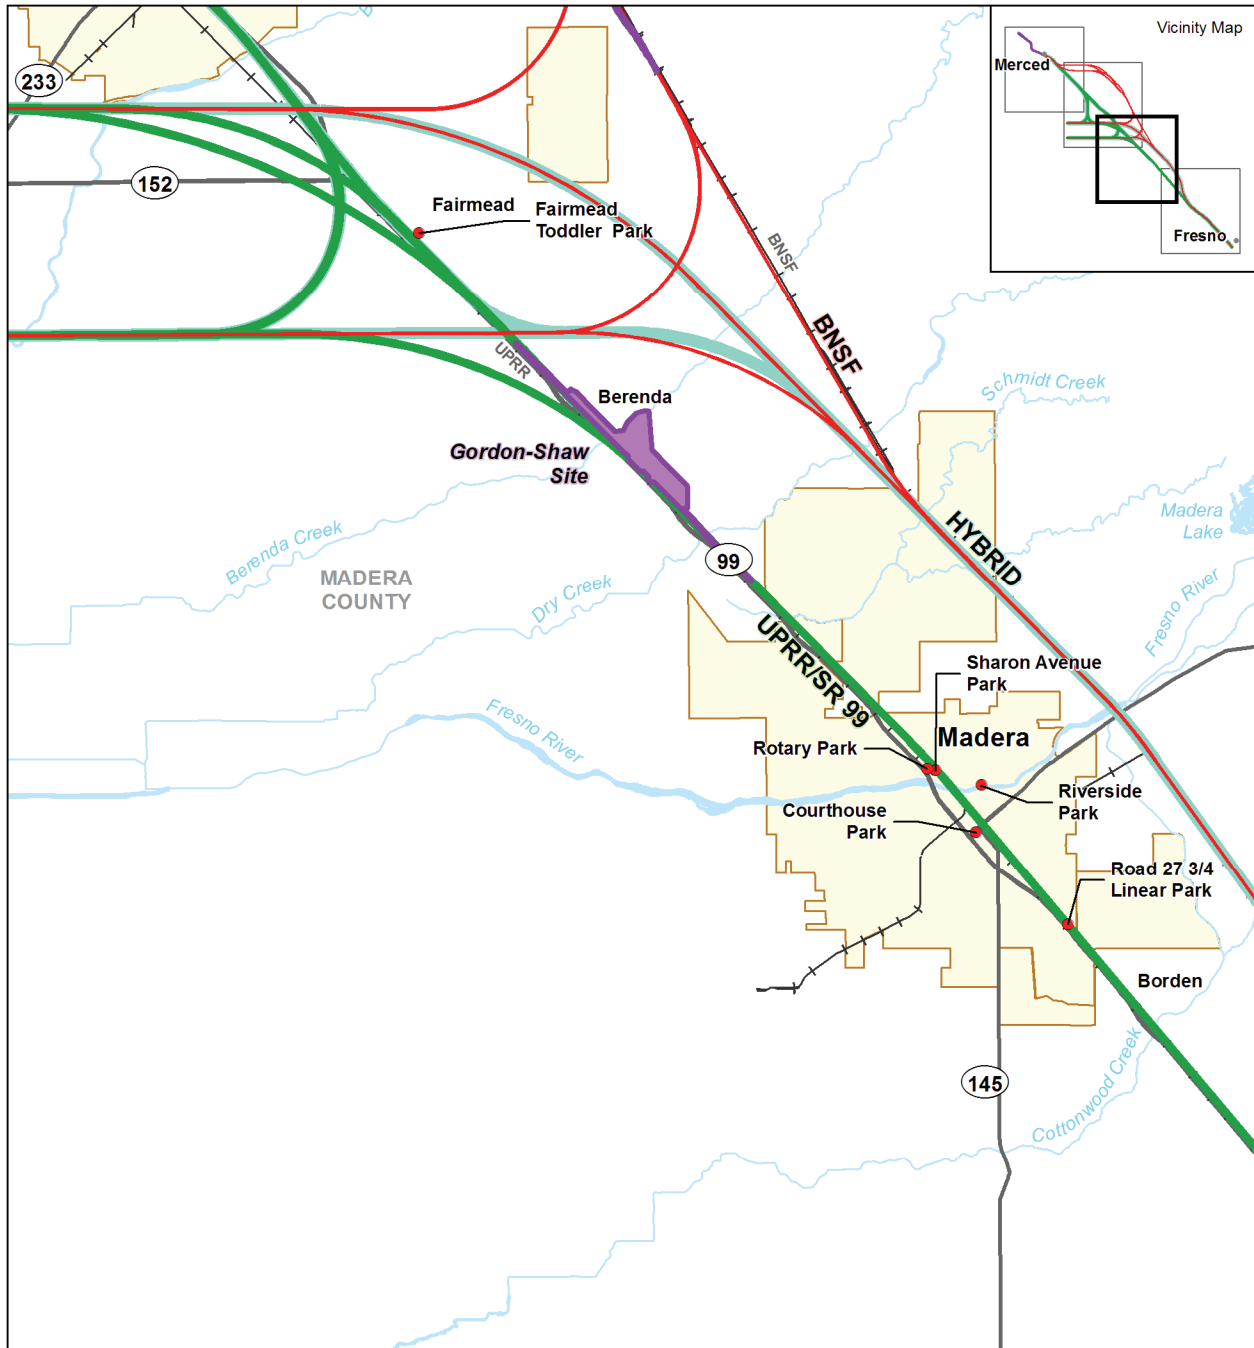 Vicinity Map
Merced
Fresno
B
233
152
Fairmead
Fairmead
Toddler Park
BNSF
BNSF
UPRR
Berenda
Gordon-Shaw
Site
Schmidt Creek
Madera
Lake
HYBRID
99
Berenda Creek
Dry Creek
MADERA
COUNTY
Fresno River
UPRR/SR 99
Sharon Avenue
Park
Fresno River
Madera
Rotary Park
Riverside
Park
Courthouse
Park
Road 27 3/4
Linear Park
Borden
145
Cottonwood Creek